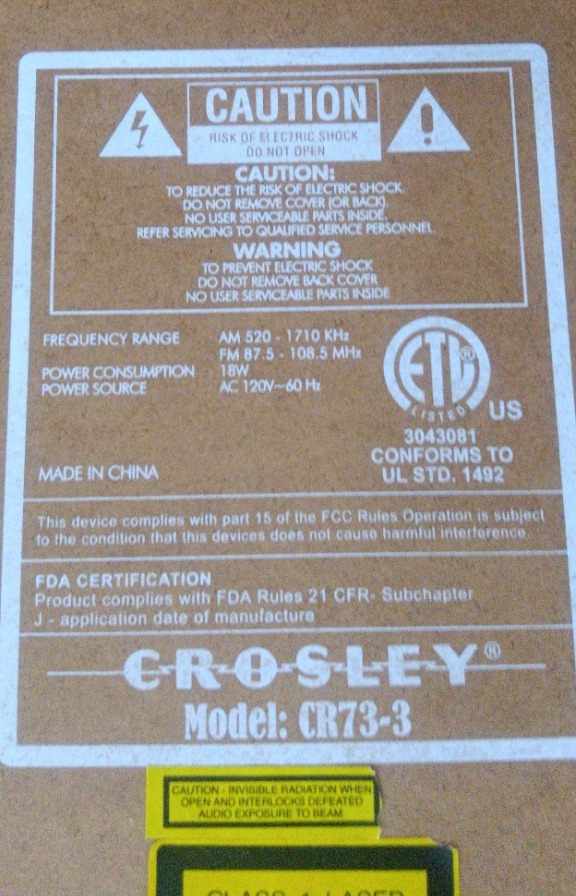 CAUTION
RISK OF ELECTRIC SHOCK
DO NOT OPEN
CAUTION:
TO REDUCE THE RISK OF ELECTRIC SHOCK.
DO NOT REMOVE COVER (OR BACK).
NO USER SERVICEABLE PARTS INSIDE.
REFER SERVICING TO QUALIFIED SERVICE PERSONNEL.
WARNING
TO PREVENT ELECTRIC SHOCK
DO NOT REMOVE BACK COVER
NO USER SERVICEABLE PARTS INSIDE
FREQUENCY RANGE AM 520 - 1710 KHz
FM 87.5 - 108.5 MHz
POWER CONSUMPTION 18W
POWER SOURCE AC 120V~60 Hz
ETL®
LISTED
US
3043081
CONFORMS TO
UL STD. 1492
MADE IN CHINA
This device complies with part 15 of the FCC Rules Operation is subject
to the condition that this devices does not cause harmful interference.
FDA CERTIFICATION
Product complies with FDA Rules 21 CFR- Subchapter
J - application date of manufacture
CROSLEY®
Model: CR73-3
CAUTION - INVISIBLE RADIATION WHEN
OPEN AND INTERLOCKS DEFEATED
AUDIO EXPOSURE TO BEAM
CLASS 1 LASER